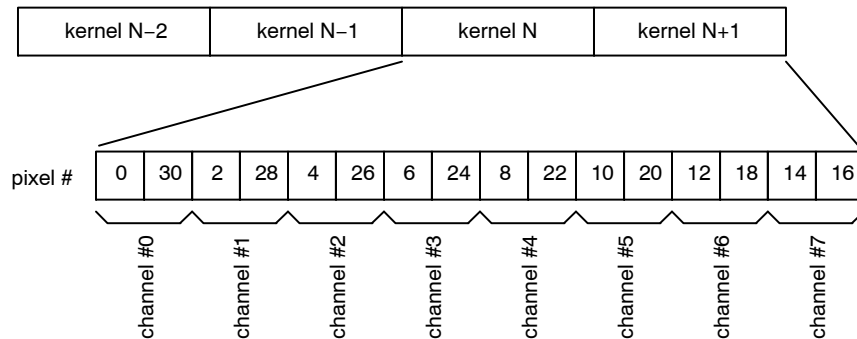 kernel N−2 kernel N−1 kernel N kernel N+1
pixel # 0 30 2 28 4 26 6 24 8 22 10 20 12 18 14 16
channel #0
channel #1
channel #2
channel #3
channel #4
channel #5
channel #6
channel #7